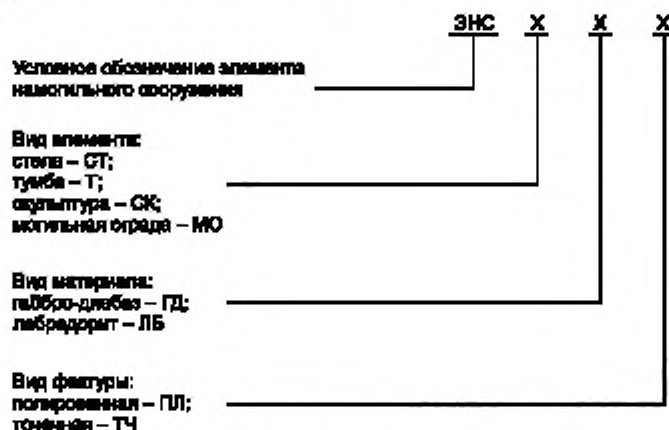 ЭНС X X X
Условное обозначение элемента
намогильного сооружения
Вид элемента:
стела – СТ;
тумба – Т;
скульптура – СК;
могильная ограда – МО
Вид материала:
габбро-диабаз – ГД;
лабрадорит – ЛБ
Вид фактуры:
полированная – ПЛ;
точечная – ТЧ